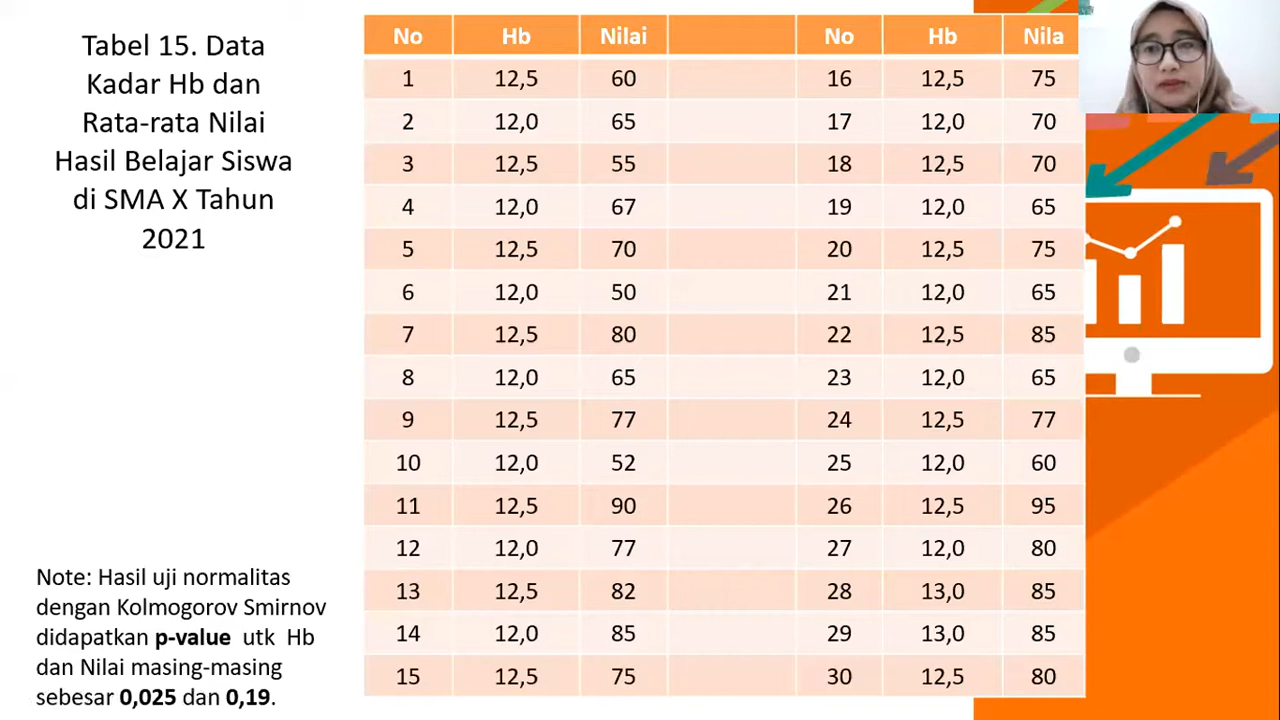 Tabel 15. Data
Kadar Hb dan
Rata-rata Nilai
Hasil Belajar Siswa
di SMA X Tahun
2021
No Hb Nilai No Hb Nila
1 12,5 60 16 12,5 75
2 12,0 65 17 12,0 70
3 12,5 55 18 12,5 70
4 12,0 67 19 12,0 65
5 12,5 70 20 12,5 75
6 12,0 50 21 12,0 65
7 12,5 80 22 12,5 85
8 12,0 65 23 12,0 65
9 12,5 77 24 12,5 77
10 12,0 52 25 12,0 60
11 12,5 90 26 12,5 95
12 12,0 77 27 12,0 80
13 12,5 82 28 13,0 85
14 12,0 85 29 13,0 85
15 12,5 75 30 12,5 80
Note: Hasil uji normalitas
dengan Kolmogorov Smirnov
didapatkan p-value utk Hb
dan Nilai masing-masing
sebesar 0,025 dan 0,19.